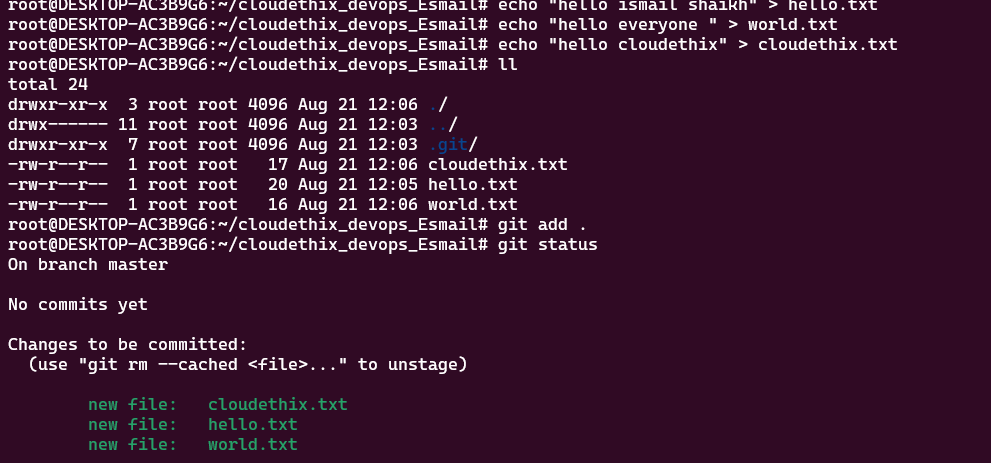 root@DESKTOP-AC3B9G6:~/cloudethix_devops_Esmail# echo "hello ismail shaikh" > hello.txt
root@DESKTOP-AC3B9G6:~/cloudethix_devops_Esmail# echo "hello everyone " > world.txt
root@DESKTOP-AC3B9G6:~/cloudethix_devops_Esmail# echo "hello cloudethix" > cloudethix.txt
root@DESKTOP-AC3B9G6:~/cloudethix_devops_Esmail# ll
total 24
drwxr-xr-x  3 root root 4096 Aug 21 12:06 ./
drwx------ 11 root root 4096 Aug 21 12:03 ../
drwxr-xr-x  7 root root 4096 Aug 21 12:03 .git/
-rw-r--r--  1 root root   17 Aug 21 12:06 cloudethix.txt
-rw-r--r--  1 root root   20 Aug 21 12:05 hello.txt
-rw-r--r--  1 root root   16 Aug 21 12:06 world.txt
root@DESKTOP-AC3B9G6:~/cloudethix_devops_Esmail# git add .
root@DESKTOP-AC3B9G6:~/cloudethix_devops_Esmail# git status
On branch master
No commits yet
Changes to be committed:
  (use "git rm --cached <file>..." to unstage)
        new file:   cloudethix.txt
        new file:   hello.txt
        new file:   world.txt